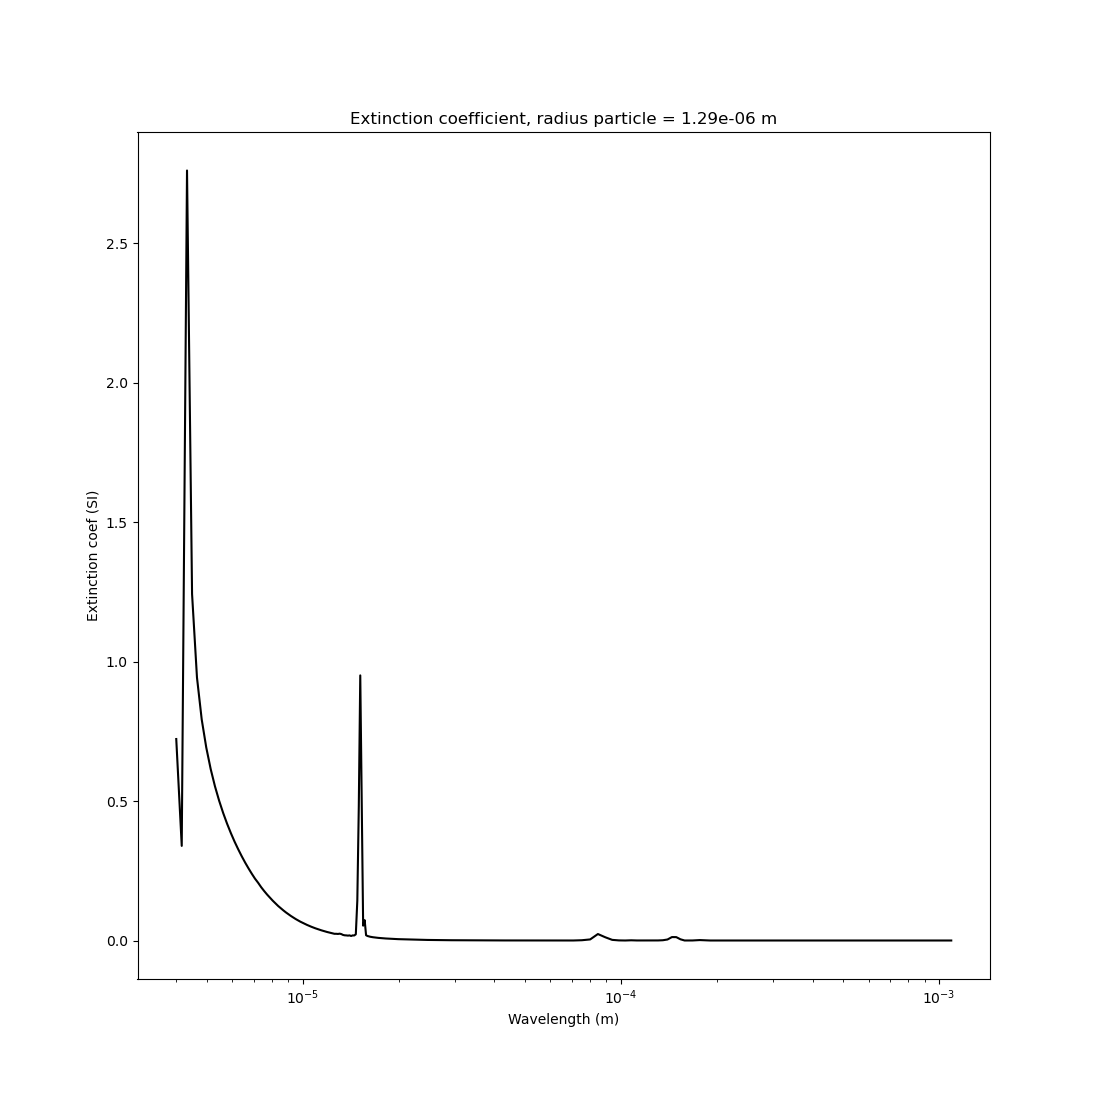 Extinction coefficient, radius particle = 1.29e-06 m
Extinction coef (SI)
2.5
2.0
1.5
1.0
0.5
0.0
10⁻⁵ 10⁻⁴ 10⁻³
Wavelength (m)